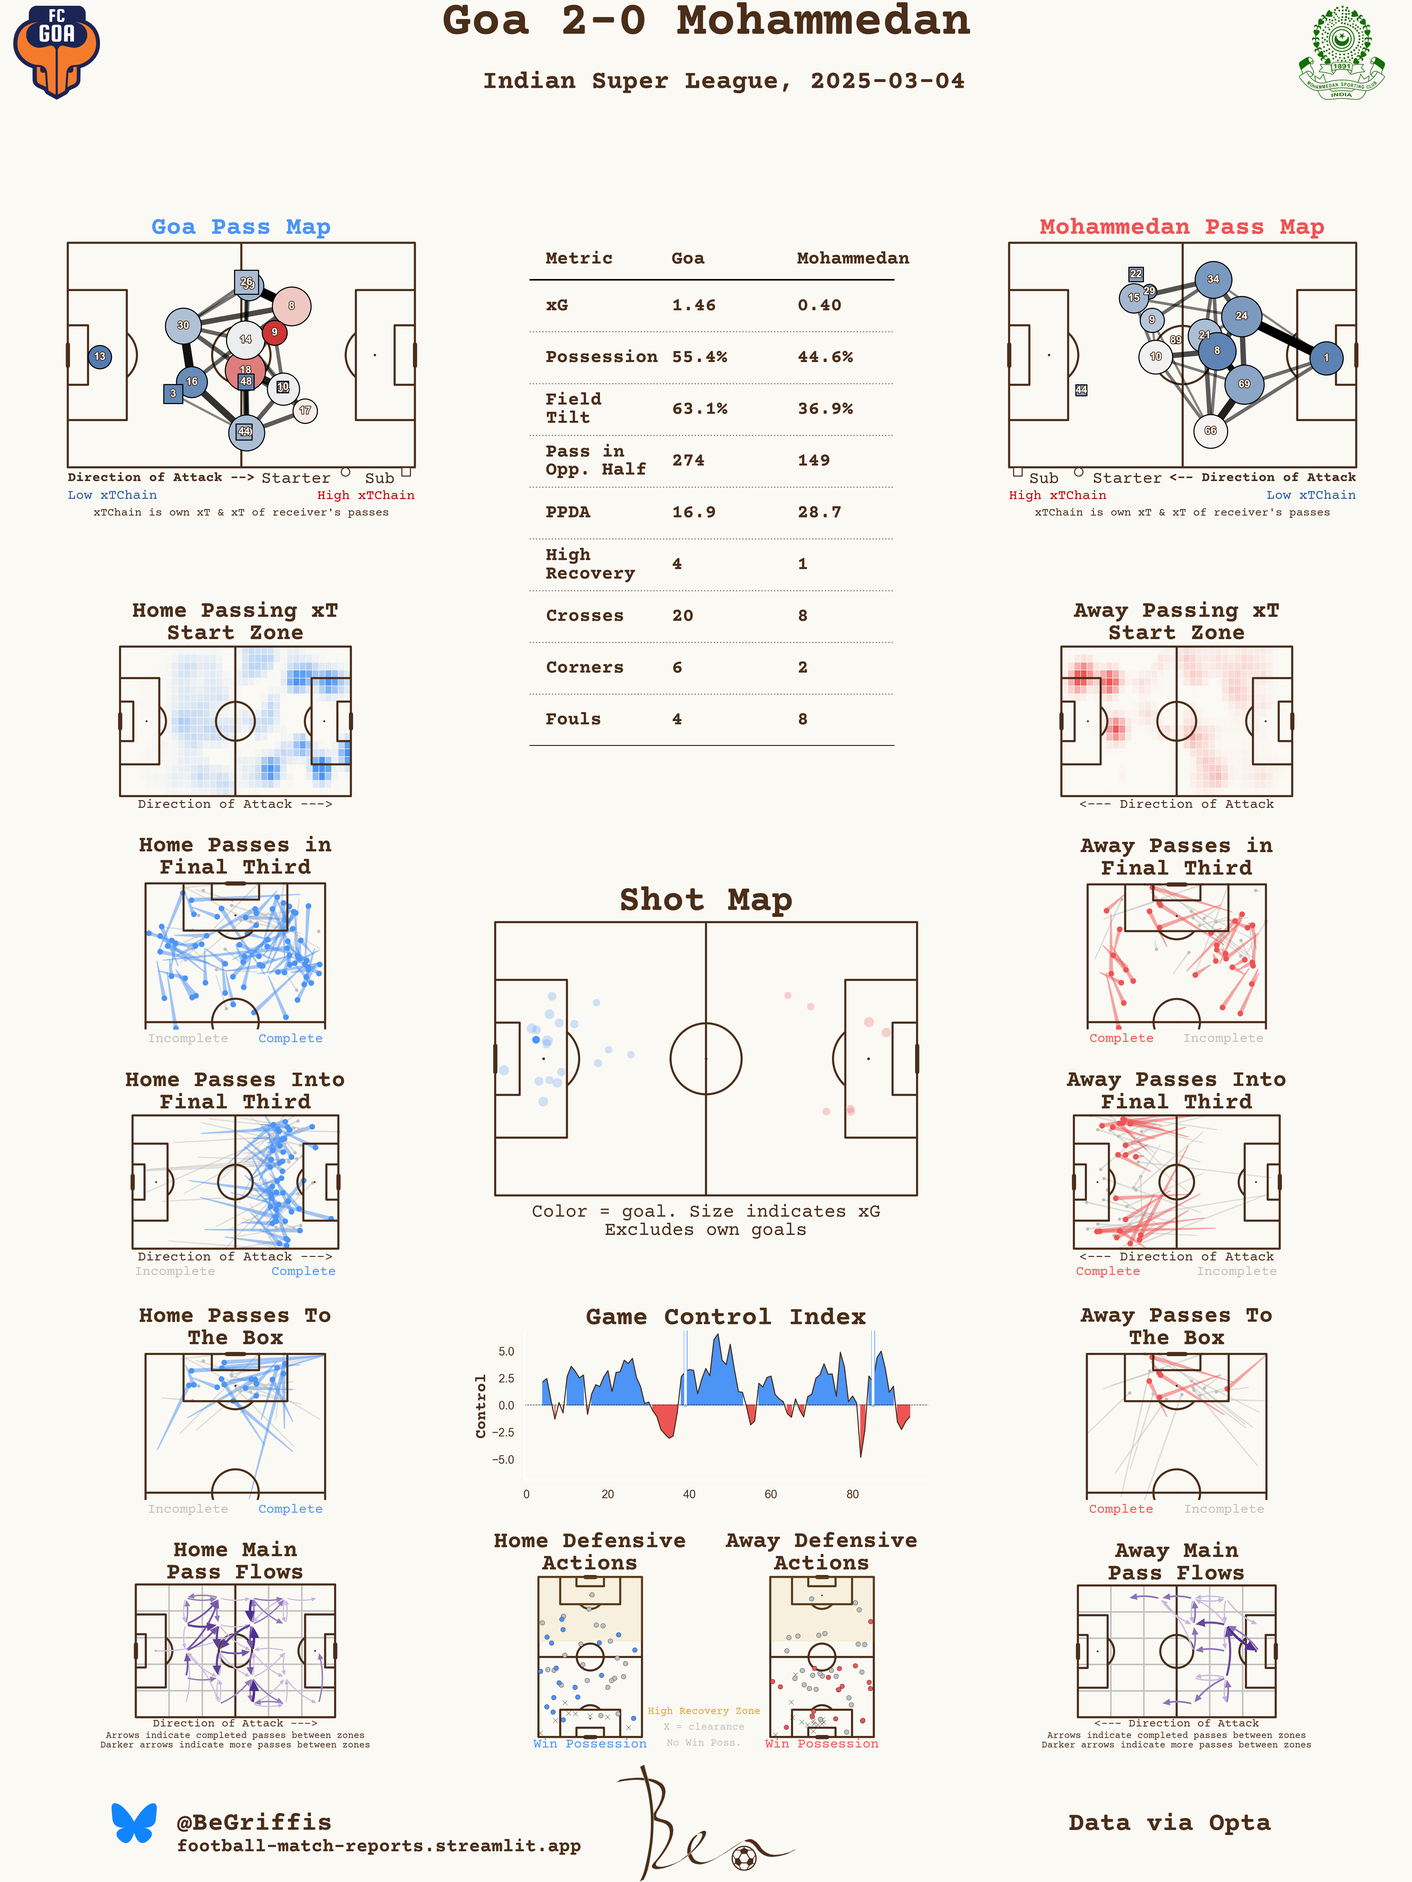 FC
GOA
Goa 2-0 Mohammedan
Indian Super League, 2025-03-04
1891
MOHAMMEDAN SPORTING CLUB
INDIA
Goa Pass Map
26
8
30
9
14
13
18
16
48
3
17
44
Direction of Attack --> Starter Sub
Low xTChain High xTChain
xTChain is own xT & xT of receiver's passes
Metric Goa Mohammedan
xG 1.46 0.40
Possession 55.4% 44.6%
Field
Tilt 63.1% 36.9%
Pass in
Opp. Half 274 149
PPDA 16.9 28.7
High
Recovery 4 1
Crosses 20 8
Corners 6 2
Fouls 4 8
Mohammedan Pass Map
22
34
29
15
24
9
21
89
8
10
1
69
44
66
Sub Starter <-- Direction of Attack
High xTChain Low xTChain
xTChain is own xT & xT of receiver's passes
Home Passing xT
Start Zone
Direction of Attack --->
Away Passing xT
Start Zone
<--- Direction of Attack
Home Passes in
Final Third
Incomplete Complete
Away Passes in
Final Third
Complete Incomplete
Shot Map
Color = goal. Size indicates xG
Excludes own goals
Home Passes Into
Final Third
Direction of Attack --->
Incomplete Complete
Away Passes Into
Final Third
<--- Direction of Attack
Complete Incomplete
Home Passes To
The Box
Incomplete Complete
Game Control Index
Control
5.0
2.5
0.0
−2.5
−5.0
0 20 40 60 80
Away Passes To
The Box
Complete Incomplete
Home Main
Pass Flows
Direction of Attack --->
Arrows indicate completed passes between zones
Darker arrows indicate more passes between zones
Home Defensive
Actions
Win Possession
High Recovery Zone
X = clearance
No Win Poss.
Away Defensive
Actions
Win Possession
Away Main
Pass Flows
<--- Direction of Attack
Arrows indicate completed passes between zones
Darker arrows indicate more passes between zones
@BeGriffis
football-match-reports.streamlit.app
Ben
Data via Opta